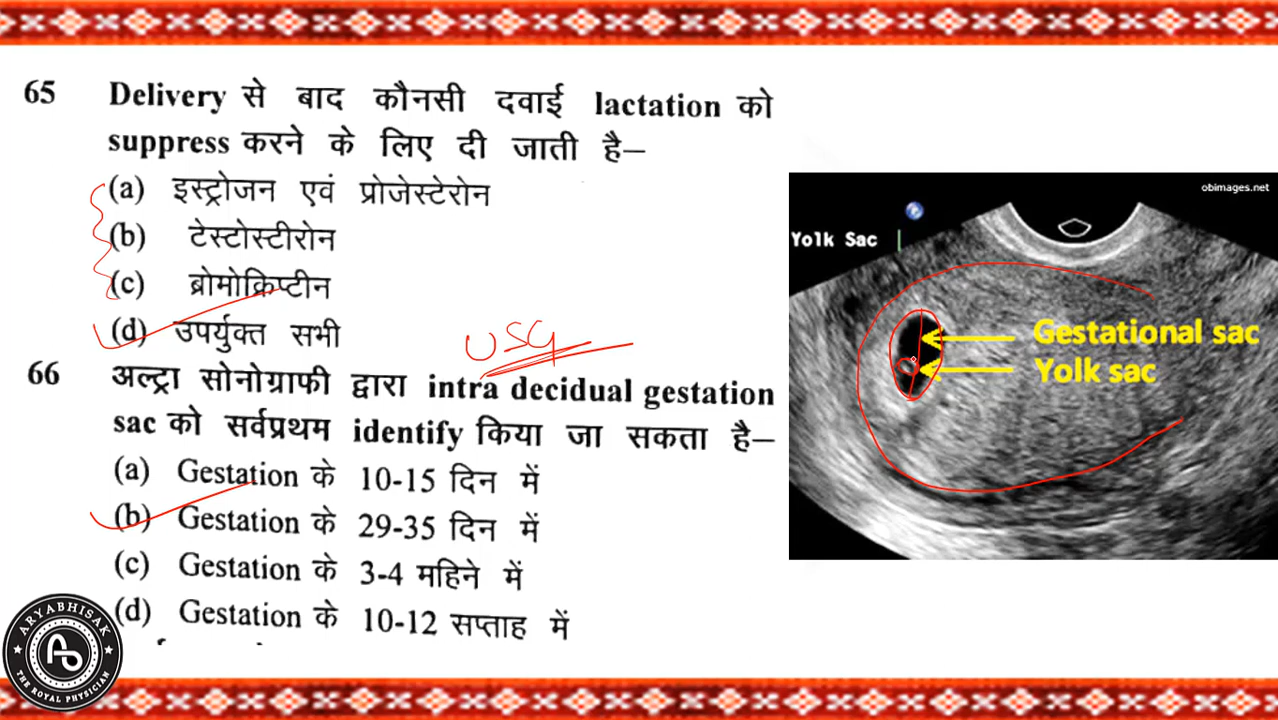 65 Delivery से बाद कौनसी दवाई lactation को
suppress करने के लिए दी जाती है–
(a) इस्ट्रोजन एवं प्रोजेस्टेरोन
(b) टेस्टोस्टीरोन
(c) ब्रोमोक्रिप्टीन
(d) उपर्युक्त सभी
USG
66 अल्ट्रा सोनोग्राफी द्वारा intra decidual gestation
sac को सर्वप्रथम identify किया जा सकता है–
(a) Gestation के 10-15 दिन में
(b) Gestation के 29-35 दिन में
(c) Gestation के 3-4 महिने में
(d) Gestation के 10-12 सप्ताह में
obimages.net
Yolk Sac
Gestational sac
Yolk sac
ARYABHISAK
THE ROYAL PHYSICIAN